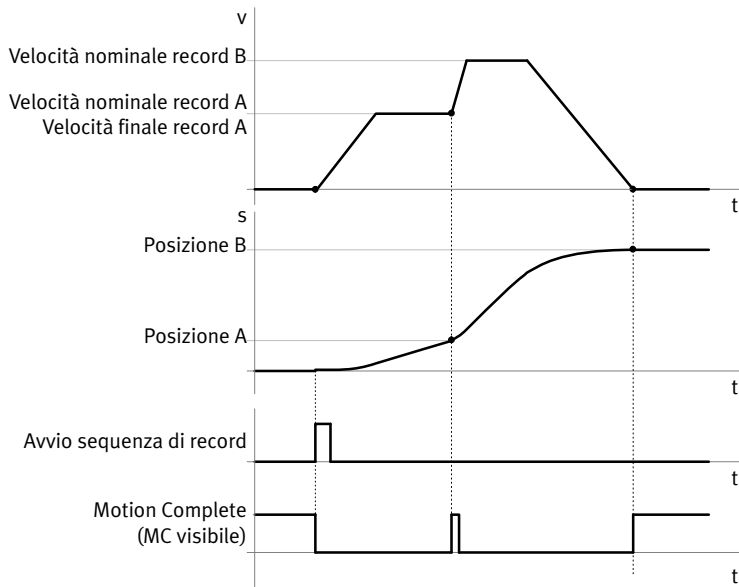 v
Velocità nominale record B
Velocità nominale record A
Velocità finale record A
t
s
Posizione B
Posizione A
t
Avvio sequenza di record
t
Motion Complete
(MC visibile)
t